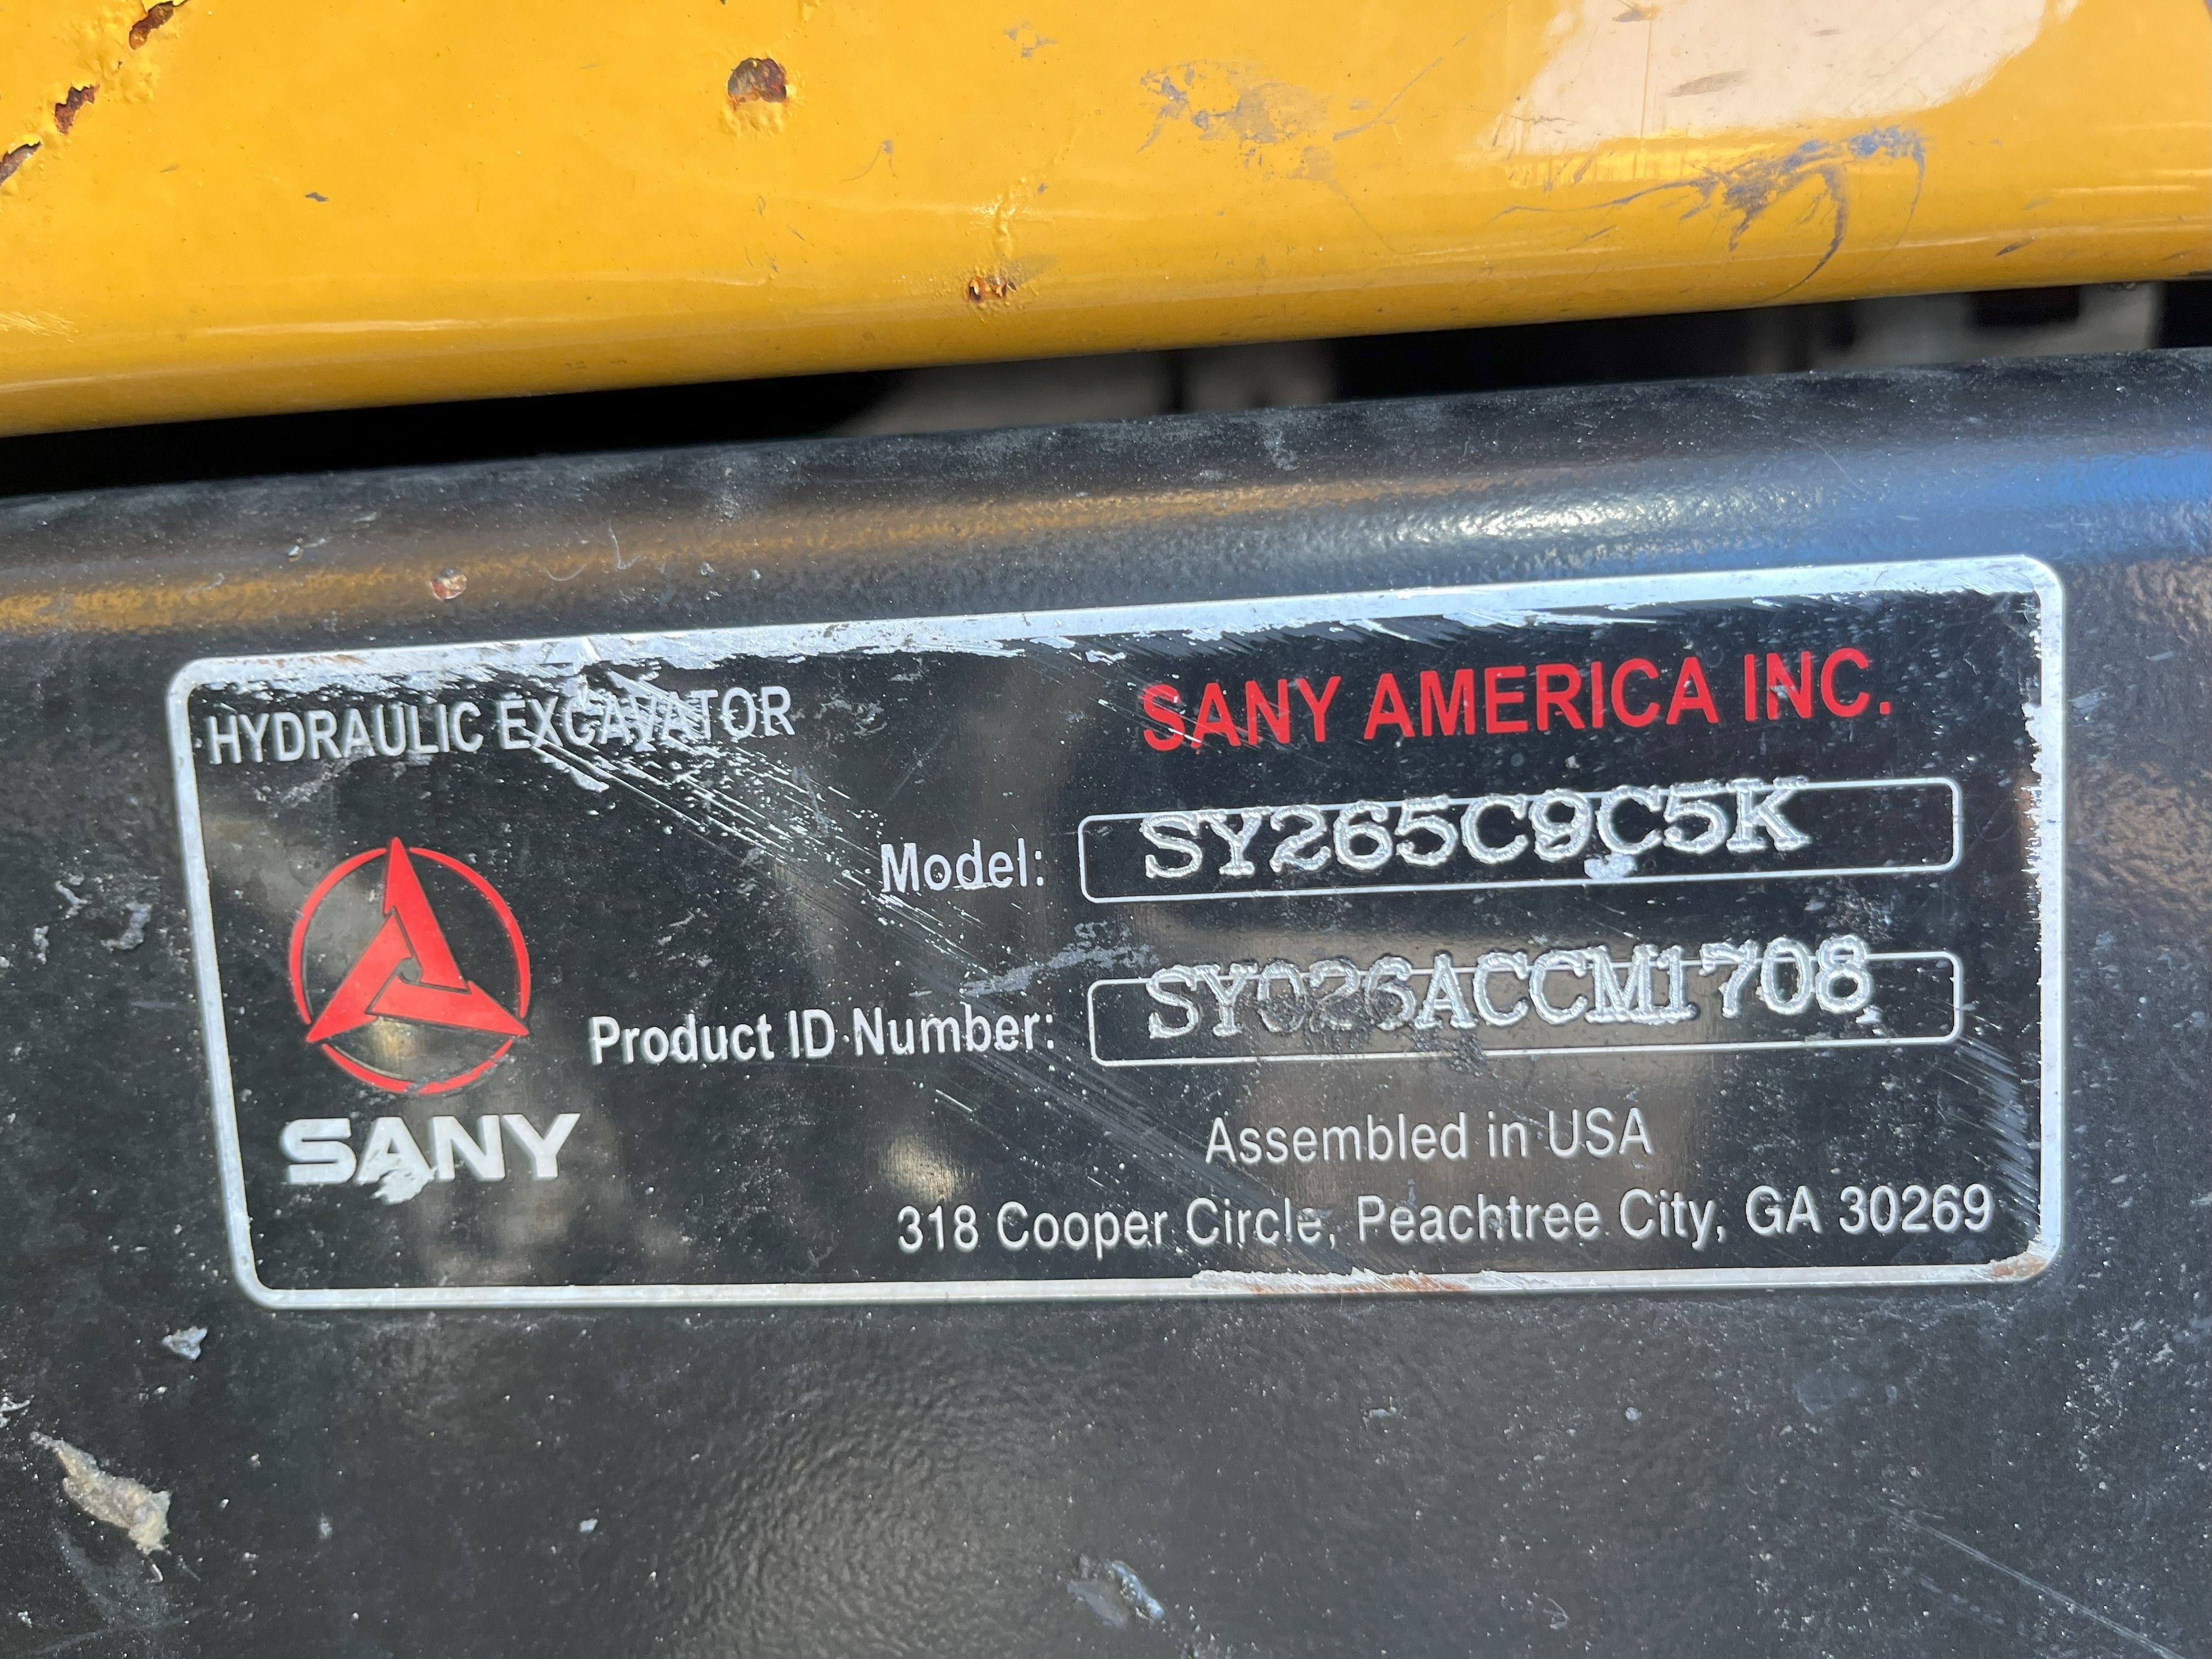 HYDRAULIC EXCAVATOR
SANY AMERICA INC.
Model: SY265C9C5K
Product ID Number: SY026ACCM1708
SANY
Assembled in USA
318 Cooper Circle, Peachtree City, GA 30269